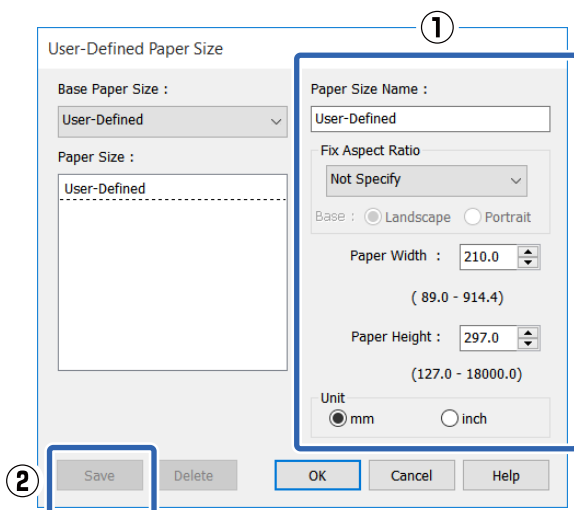 ①
User-Defined Paper Size
Base Paper Size :
User-Defined
Paper Size :
User-Defined
Paper Size Name :
User-Defined
Fix Aspect Ratio
Not Specify
Base : Landscape Portrait
Paper Width : 210.0
( 89.0 - 914.4)
Paper Height : 297.0
(127.0 - 18000.0)
Unit
mm inch
②
Save Delete OK Cancel Help